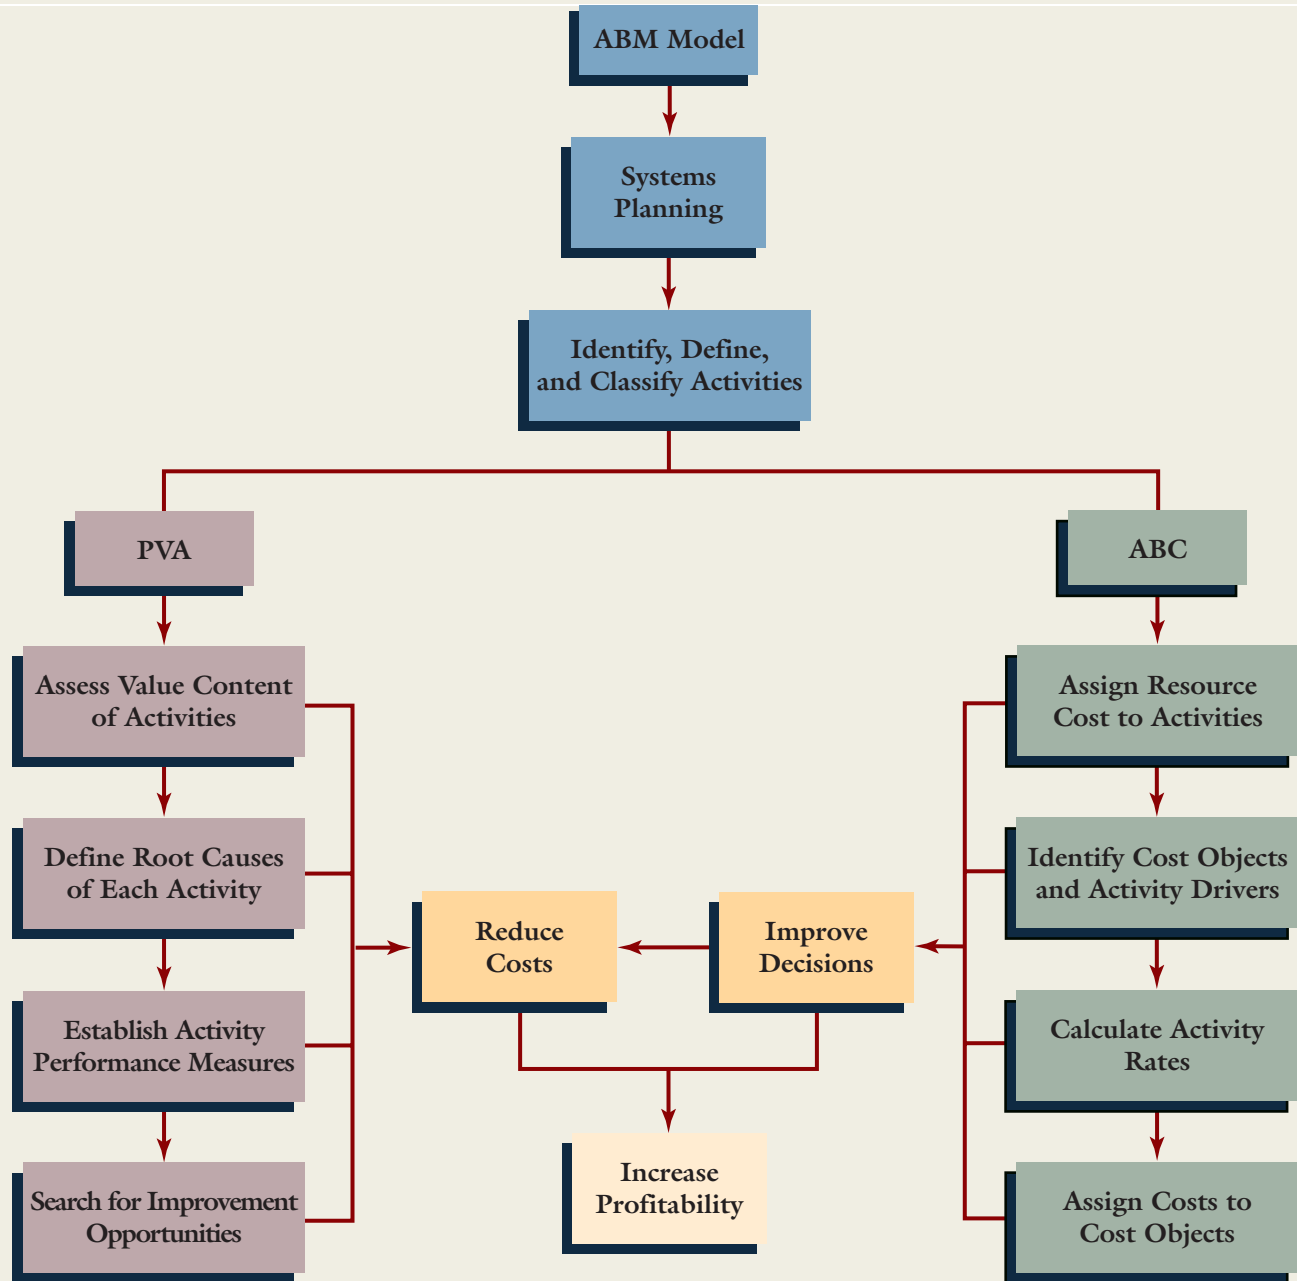 ABM Model
Systems
Planning
Identify, Define,
and Classify Activities
PVA
ABC
Assess Value Content
of Activities
Assign Resource
Cost to Activities
Define Root Causes
of Each Activity
Identify Cost Objects
and Activity Drivers
Reduce
Costs
Improve
Decisions
Establish Activity
Performance Measures
Calculate Activity
Rates
Increase
Profitability
Search for Improvement
Opportunities
Assign Costs to
Cost Objects